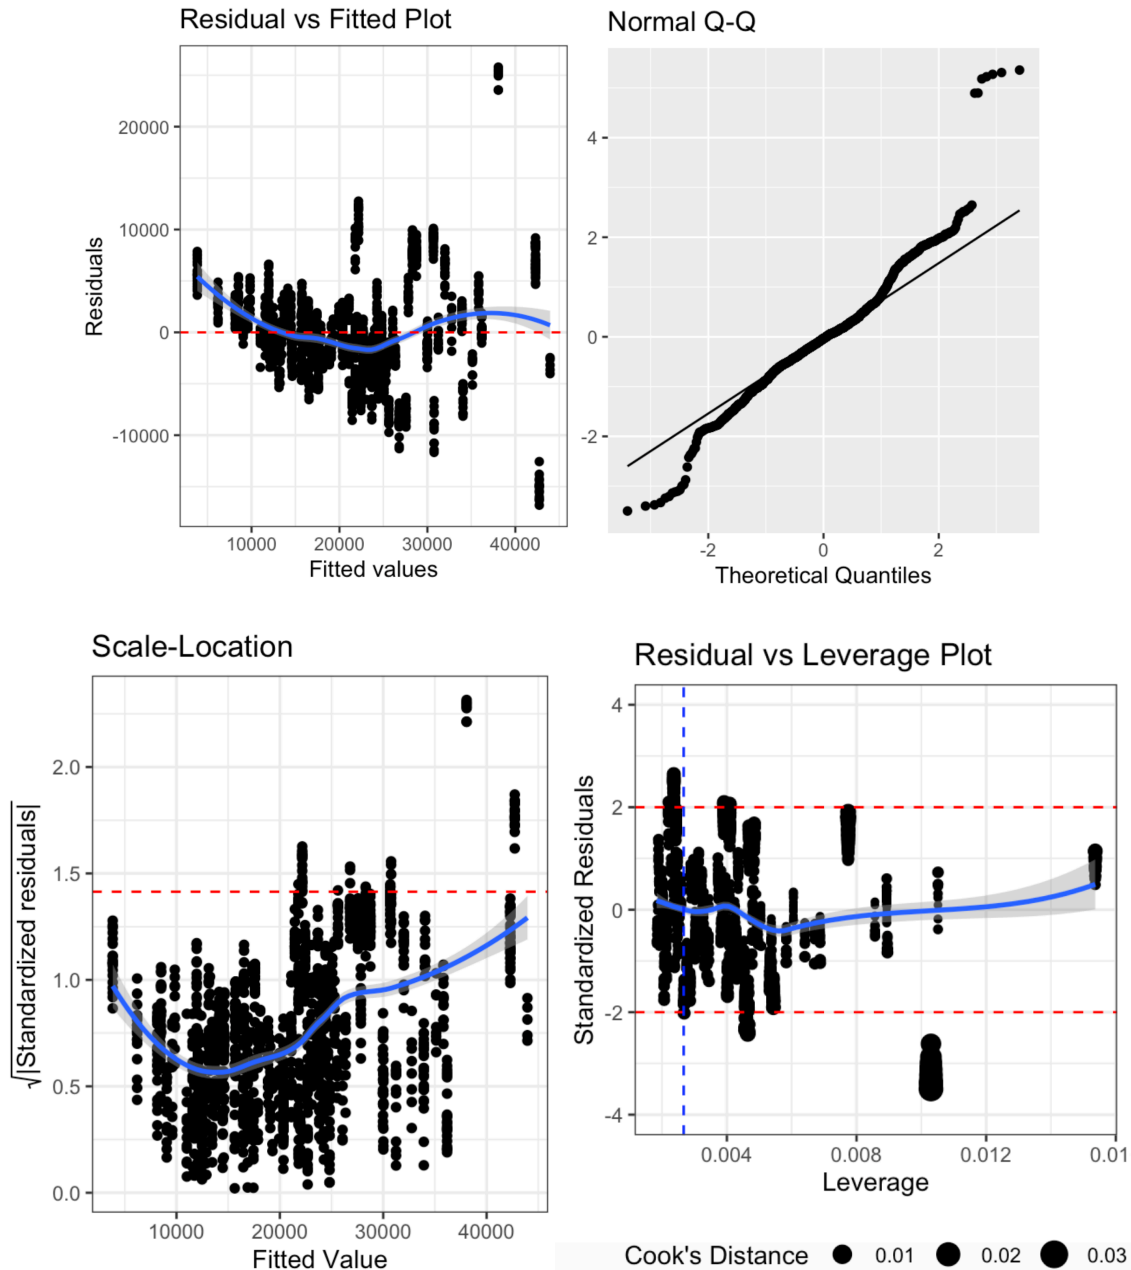 Residual vs Fitted Plot
20000
10000
0
-10000
Residuals
10000 20000 30000 40000
Fitted values
Normal Q-Q
4
2
0
-2
-2 0 2
Theoretical Quantiles
Scale-Location
2.0
1.5
1.0
0.5
0.0
√|Standardized residuals|
10000 20000 30000 40000
Fitted Value
Residual vs Leverage Plot
4
2
0
-2
-4
Standardized Residuals
0.004 0.008 0.012 0.01
Leverage
Cook's Distance 0.01 0.02 0.03